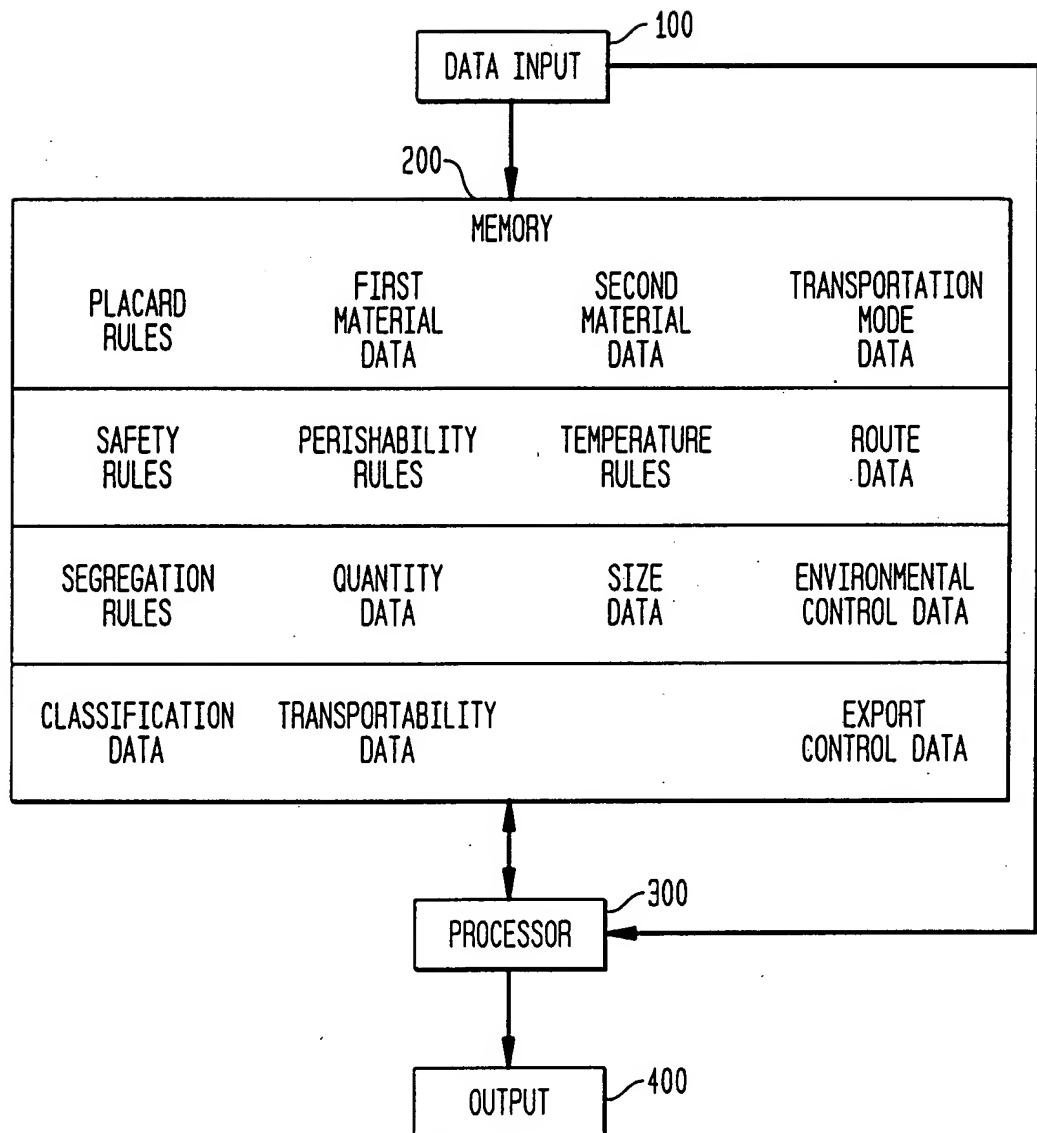 100
DATA INPUT
200
MEMORY
PLACARD
RULES
FIRST
MATERIAL
DATA
SECOND
MATERIAL
DATA
TRANSPORTATION
MODE
DATA
SAFETY
RULES
PERISHABILITY
RULES
TEMPERATURE
RULES
ROUTE
DATA
SEGREGATION
RULES
QUANTITY
DATA
SIZE
DATA
ENVIRONMENTAL
CONTROL DATA
CLASSIFICATION
DATA
TRANSPORTABILITY
DATA
EXPORT
CONTROL DATA
300
PROCESSOR
400
OUTPUT